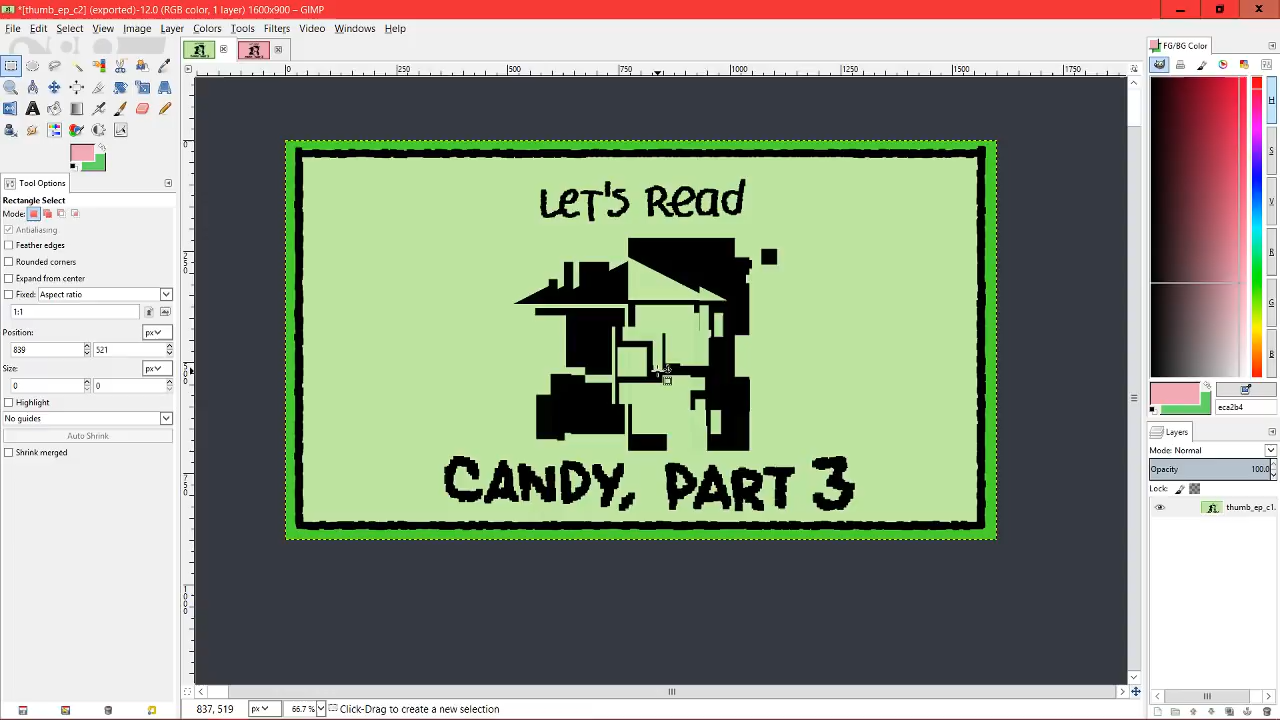 *[thumb_ep_c2] (exported)-12.0 (RGB color, 1 layer) 1600x900 – GIMP
File Edit Select View Image Layer Colors Tools Filters Video Windows Help
0 250 500 750 1000 1250 1500 1750
Tool Options
Rectangle Select
Mode:
Antialiasing
Feather edges
Rounded corners
Expand from center
Fixed: Aspect ratio
1:1
Position: px
839 521
Size: px
0 0
Highlight
No guides
Auto Shrink
Shrink merged
LET'S Read
CANDY, PART 3
837, 519 px 66.7 % Click-Drag to create a new selection
FG/BG Color
H
S
V
R
G
B
eca2b4
Layers
Mode: Normal
Opacity 100.0
Lock:
thumb_ep_c1.